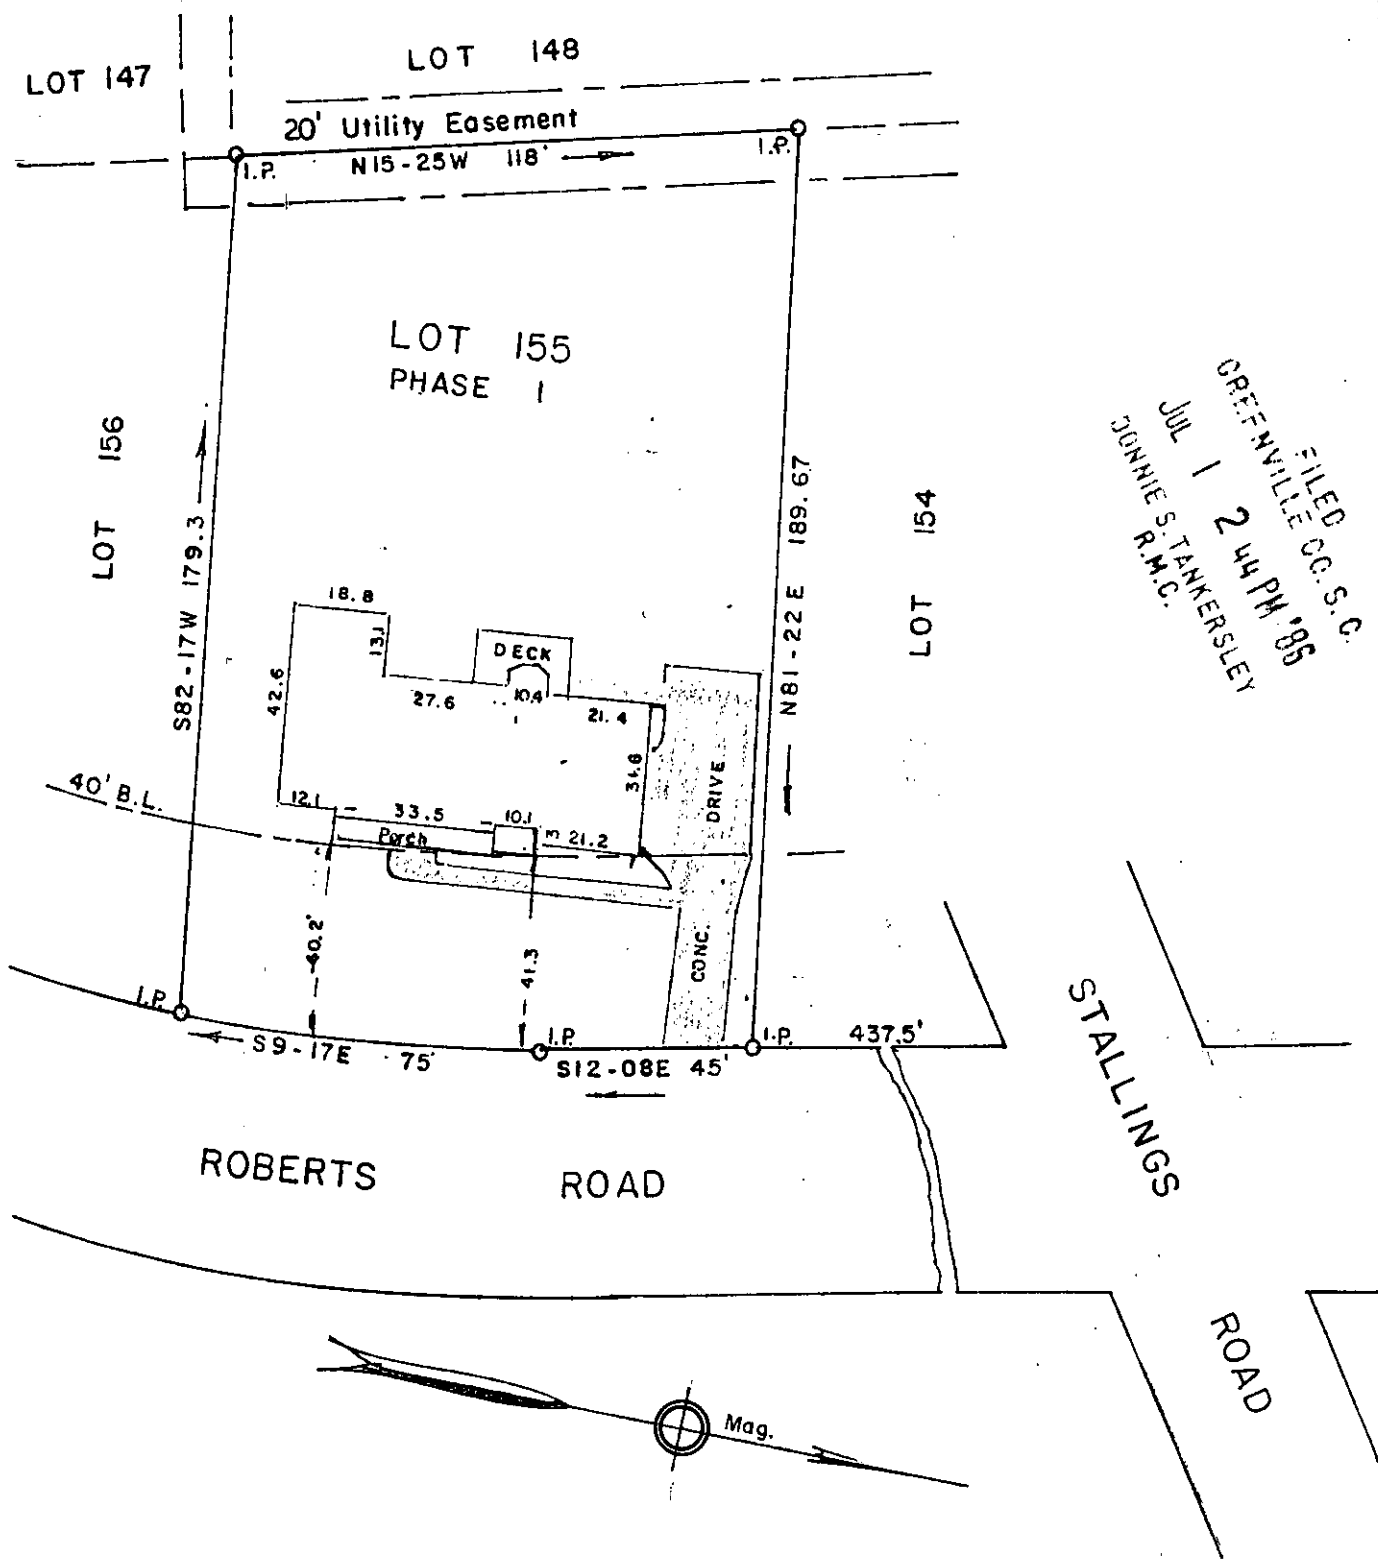 LOT 147
LOT 148
20' Utility Easement
I.P.
N15-25W 118'
I.P.
LOT 155
PHASE 1
LOT 156
S82-17W 179.3
N81-22E 189.67
LOT 154
FILED
GREENVILLE CO. S.C.
JUL 1 2 44 PM '86
DONNIE S. TANKERSLEY
R.M.C.
18.8
13.1
DECK
42.6
27.6
10.4
21.4
31.6
DRIVE
40' B.L.
12.1
33.5
10.1
Porch
21.2
40.2'
41.3
CONC.
I.P.
I.P.
I.P.
437.5'
S9-17E 75'
S12-08E 45'
STALLINGS
ROBERTS ROAD
ROAD
Mag.